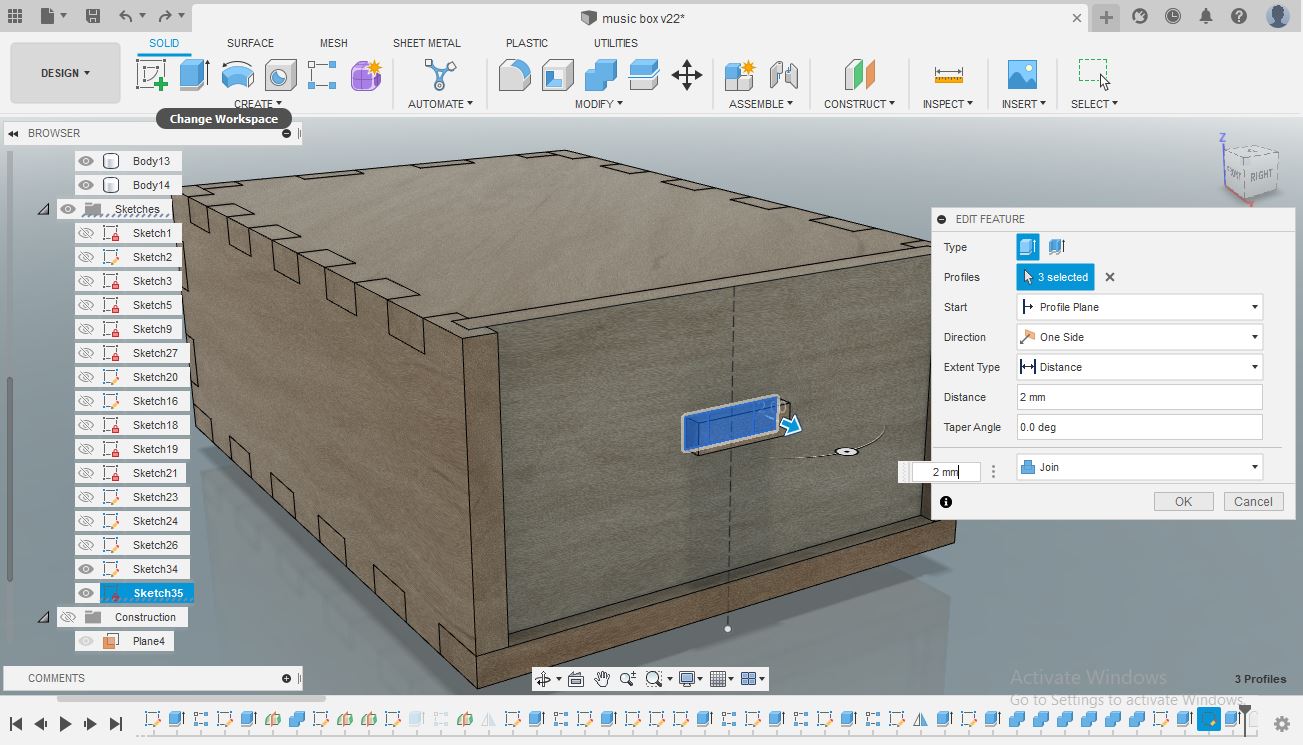 music box v22*
SOLID SURFACE MESH SHEET METAL PLASTIC UTILITIES
DESIGN
CREATE AUTOMATE MODIFY ASSEMBLE CONSTRUCT INSPECT INSERT SELECT
Change Workspace
BROWSER
Body13
Body14
Sketches
Sketch1
Sketch2
Sketch3
Sketch5
Sketch9
Sketch27
Sketch20
Sketch16
Sketch18
Sketch19
Sketch21
Sketch23
Sketch24
Sketch26
Sketch34
Sketch35
Construction
Plane4
COMMENTS
Z
FRONT RIGHT
EDIT FEATURE
Type
Profiles 3 selected
Start Profile Plane
Direction One Side
Extent Type Distance
Distance 2 mm
Taper Angle 0.0 deg
2 mm Join
OK Cancel
Activate Windows
Go to Settings to activate Windows.
3 Profiles